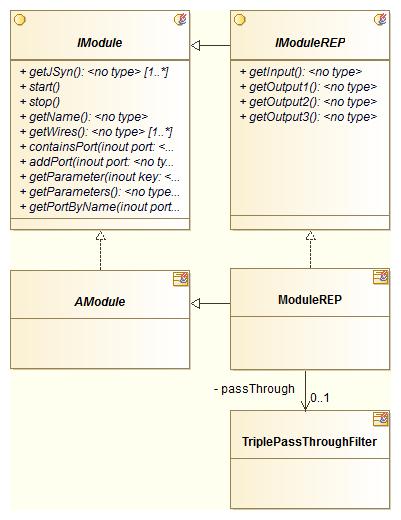 IModule
+ getJSyn(): <no type> [1..*]
+ start()
+ stop()
+ getName(): <no type>
+ getWires(): <no type> [1..*]
+ containsPort(inout port: <...
+ addPort(inout port: <no ty...
+ getParameter(inout key: <...
+ getParameters(): <no type...
+ getPortByName(inout port...
IModuleREP
+ getInput(): <no type>
+ getOutput1(): <no type>
+ getOutput2(): <no type>
+ getOutput3(): <no type>
AModule
ModuleREP
- passThrough
0..1
TriplePassThroughFilter